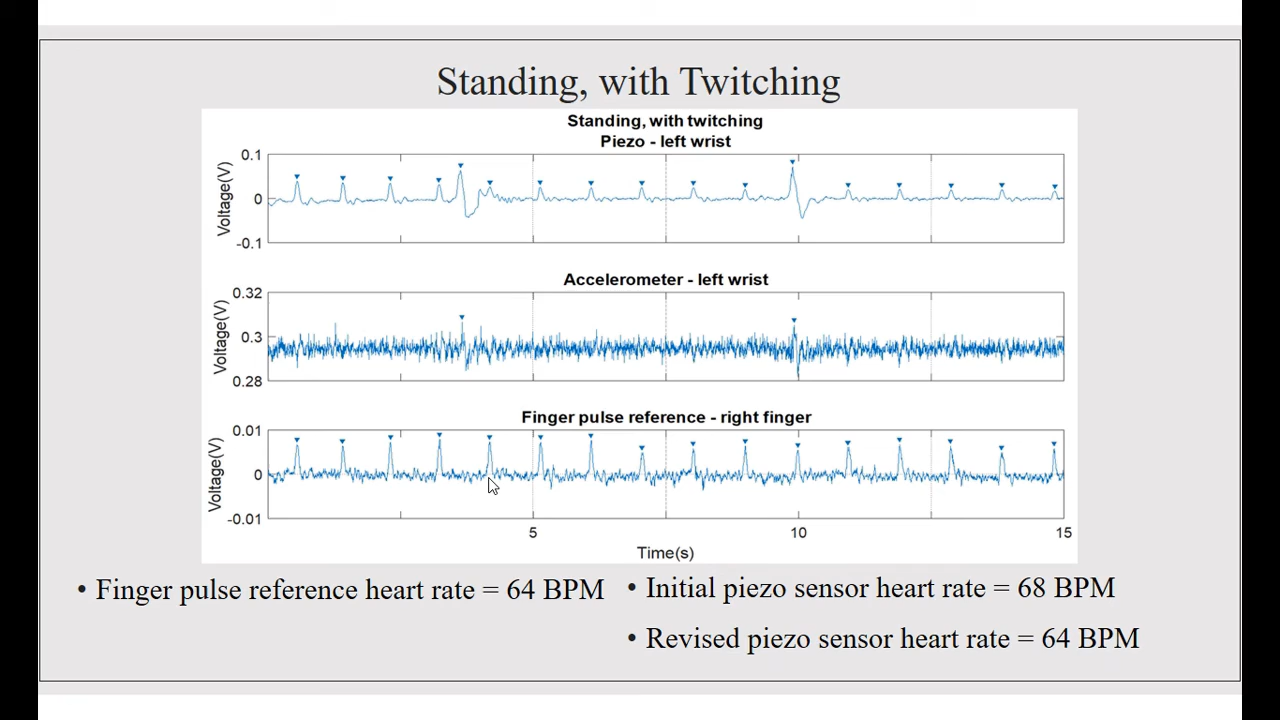 Standing, with Twitching
Standing, with twitching
Piezo - left wrist
0.1
0
-0.1
Voltage(V)
Accelerometer - left wrist
0.32
0.3
0.28
Voltage(V)
Finger pulse reference - right finger
0.01
0
-0.01
Voltage(V)
5
10
15
Time(s)
• Finger pulse reference heart rate = 64 BPM
• Initial piezo sensor heart rate = 68 BPM
• Revised piezo sensor heart rate = 64 BPM